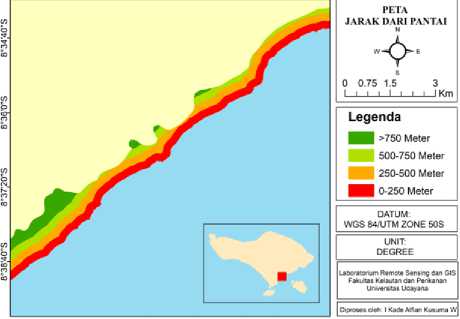 PETA
JARAK DARI PANTAI
N
W E
S
0 0.75 1.5 3
Km
Legenda
>750 Meter
500-750 Meter
250-500 Meter
0-250 Meter
DATUM:
WGS 84/UTM ZONE 50S
UNIT:
DEGREE
Laboratorium Remote Sensing dan GIS
Fakultas Kelautan dan Perikanan
Universitas Udayana
Diproses oleh: I Kade Alfian Kusuma W
8°34'40"S
8°36'0"S
8°37'20"S
8°38'40"S